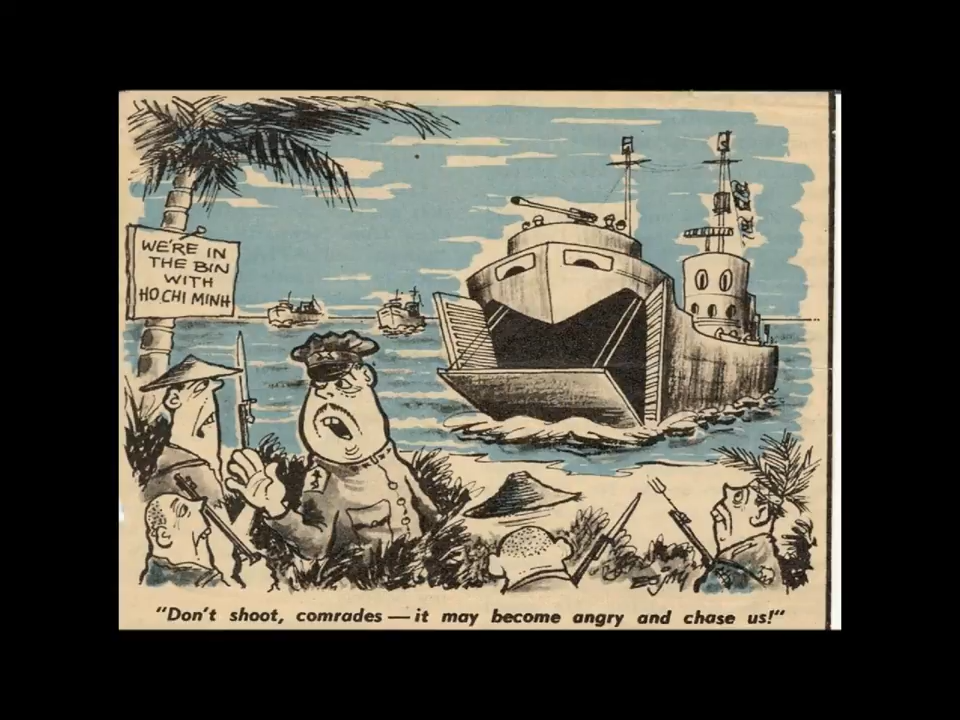 WE'RE IN
THE BIN
WITH
HO CHI MINH
"Don't shoot, comrades — it may become angry and chase us!"